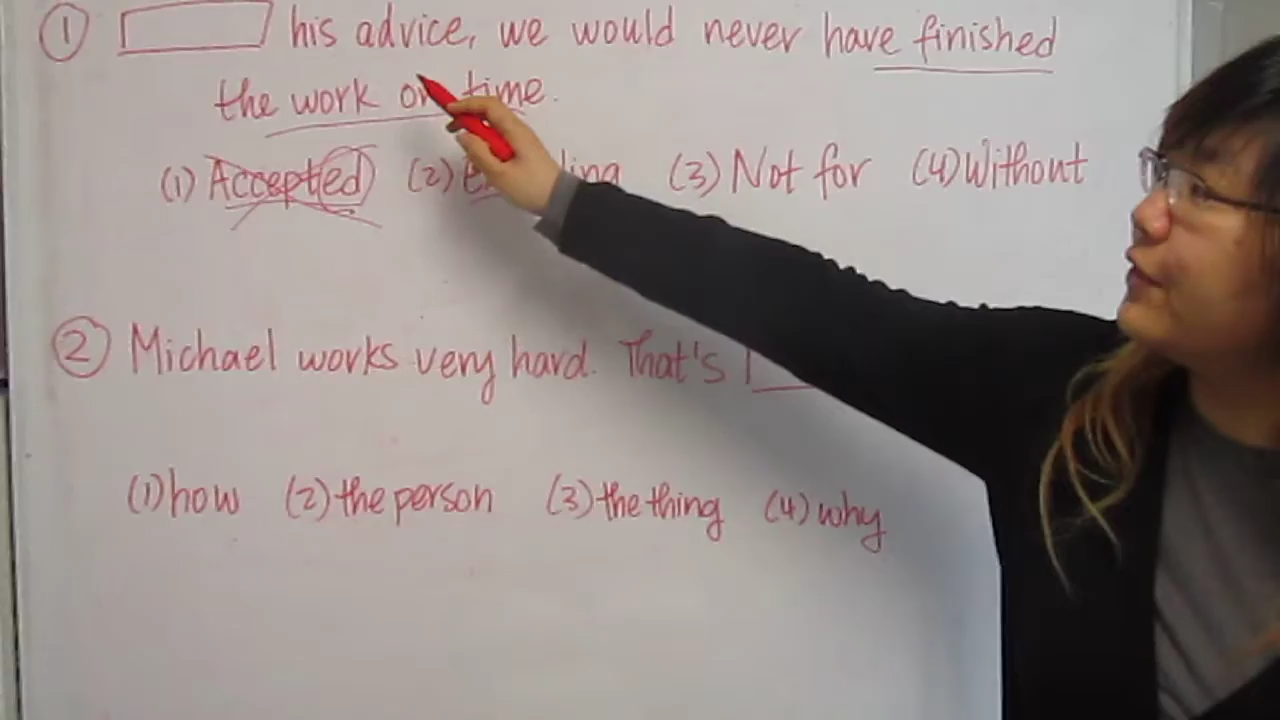 ① his advice, we would never have finished
the work on time.
(1) Accepted (2) (3) Not for (4) Without
② Michael works very hard. That's
(1) how (2) the person (3) the thing (4) why